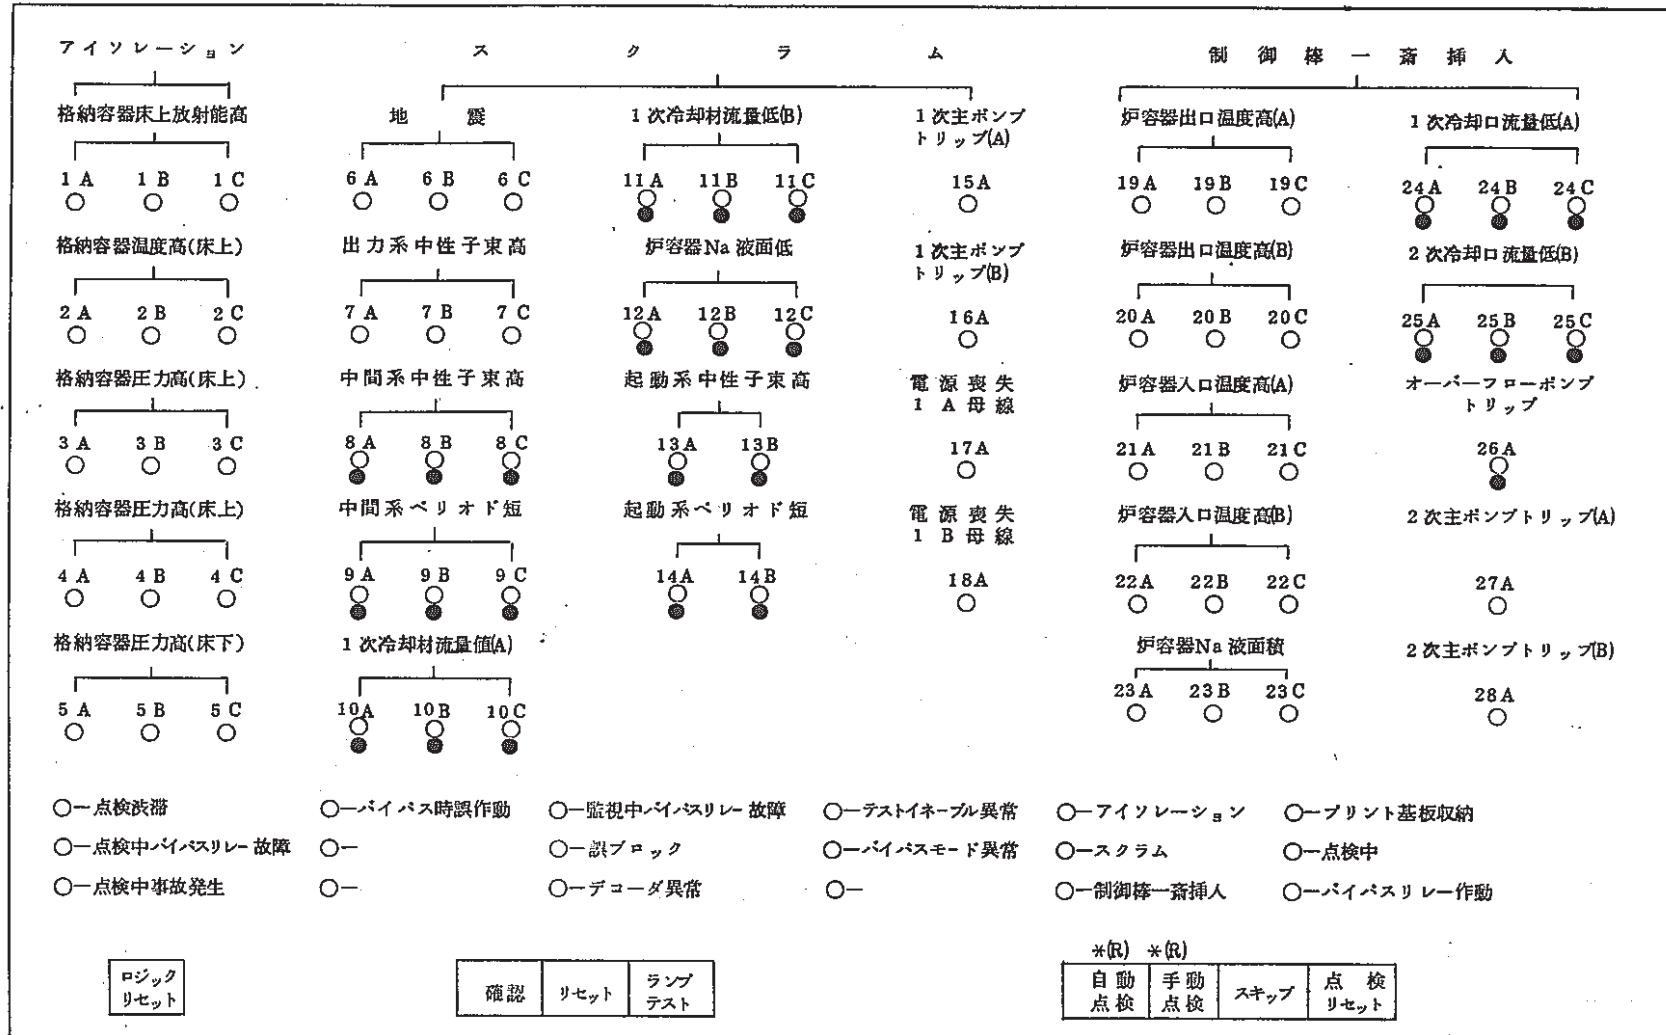 アイソレーション
格納容器床上放射能高
1A 1B 1C
格納容器温度高(床上)
2A 2B 2C
格納容器圧力高(床上)
3A 3B 3C
格納容器圧力高(床上)
4A 4B 4C
格納容器圧力高(床下)
5A 5B 5C
スクラム
地震
6A 6B 6C
出力系中性子束高
7A 7B 7C
中間系中性子束高
8A 8B 8C
中間系ペリオド短
9A 9B 9C
1次冷却材流量値(A)
10A 10B 10C
1次冷却材流量低(B)
11A 11B 11C
炉容器Na液面低
12A 12B 12C
起動系中性子束高
13A 13B
起動系ペリオド短
14A 14B
1次主ポンプ
トリップ(A)
15A
1次主ポンプ
トリップ(B)
16A
電源喪失
1A母線
17A
電源喪失
1B母線
18A
制御棒一斎挿入
炉容器出口温度高(A)
19A 19B 19C
炉容器出口温度高(B)
20A 20B 20C
炉容器入口温度高(A)
21A 21B 21C
炉容器入口温度高(B)
22A 22B 22C
炉容器Na液面積
23A 23B 23C
1次冷却口流量低(A)
24A 24B 24C
2次冷却口流量低(B)
25A 25B 25C
オーバーフローポンプ
トリップ
26A
2次主ポンプトリップ(A)
27A
2次主ポンプトリップ(B)
28A
○ー点検渋滞 ○ーバイパス時誤作動 ○ー監視中バイパスリレー故障 ○ーテストイネーブル異常 ○ーアイソレーション ○ープリント基板収納
○ー点検中バイパスリレー故障 ○ー ○ー誤ブロック ○ーバイパスモード異常 ○ースクラム ○ー点検中
○ー点検中事故発生 ○ー ○ーデコーダ異常 ○ー ○ー制御棒一斎挿入 ○ーバイパスリレー作動
ロジック
リセット
確認
リセット
ランプ
テスト
*(R) *(R)
自動
点検
手動
点検
スキップ
点検
リセット